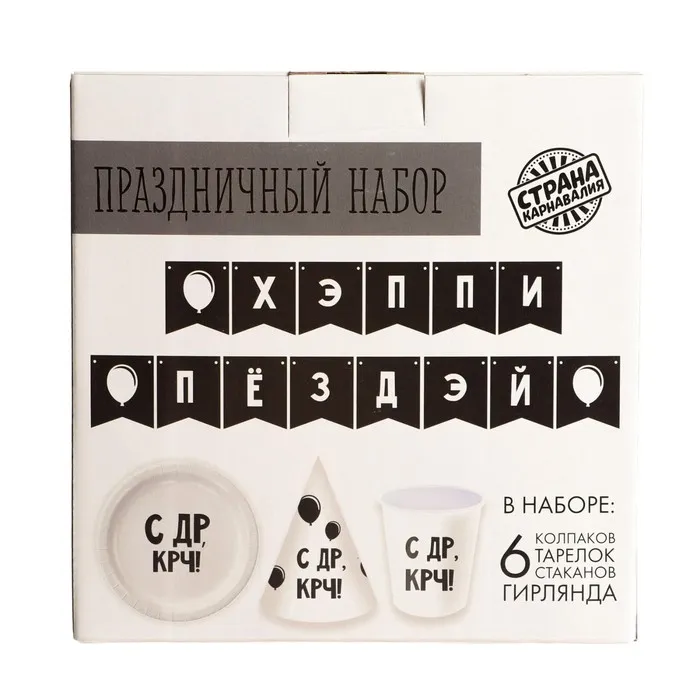 ПРАЗДНИЧНЫЙ НАБОР
СТРАНА
КАРНАВАЛИЯ
ХЭППИ
ПЁЗДЭЙ
С ДР,
КРЧ!
С ДР,
КРЧ!
С ДР,
КРЧ!
В НАБОРЕ:
6 КОЛПАКОВ
ТАРЕЛОК
СТАКАНОВ
ГИРЛЯНДА